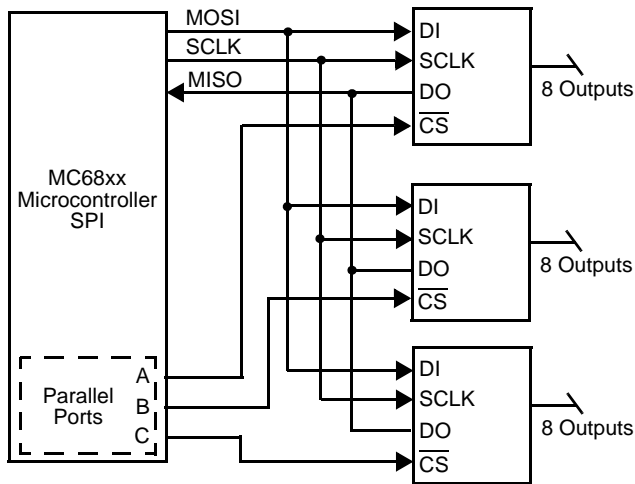 MOSI
SCLK
MISO
MC68xx
Microcontroller
SPI
Parallel
Ports
A
B
C
DI
SCLK
DO
CS
8 Outputs
DI
SCLK
DO
CS
8 Outputs
DI
SCLK
DO
CS
8 Outputs